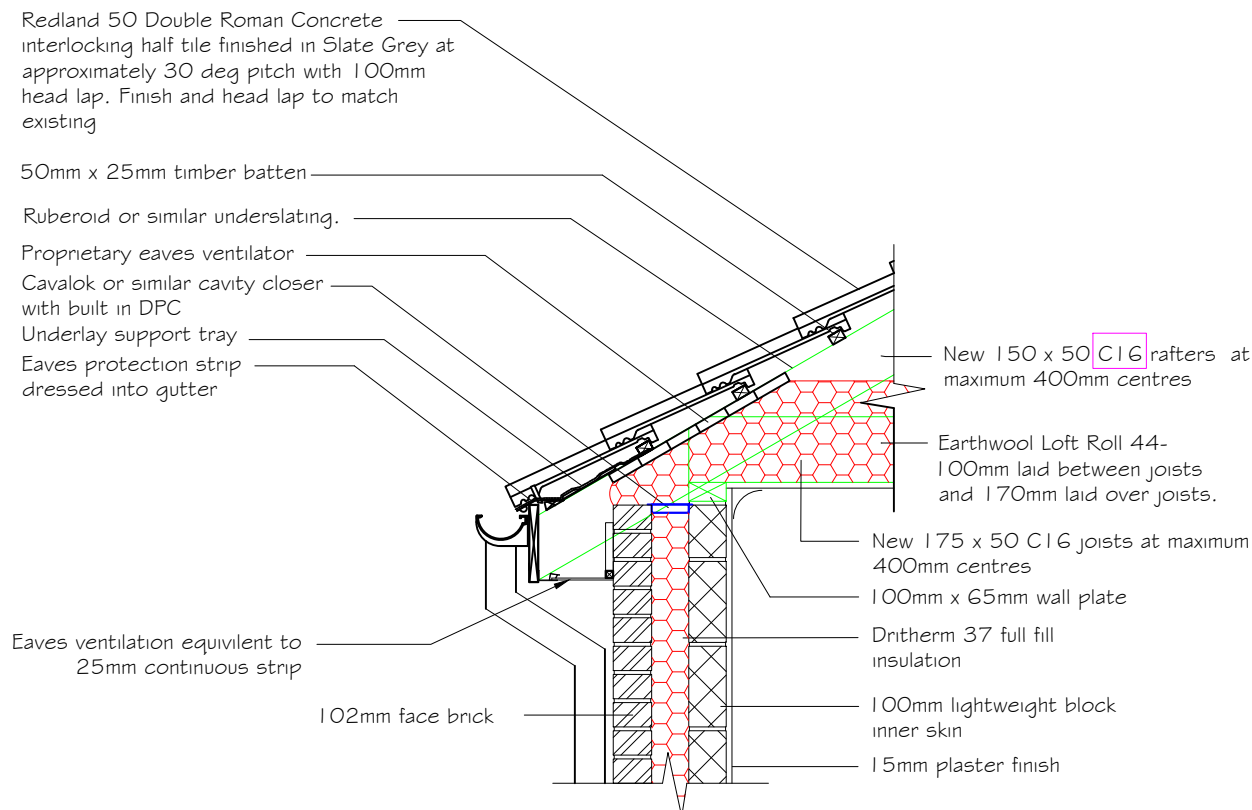 Redland 50 Double Roman Concrete
interlocking half tile finished in Slate Grey at
approximately 30 deg pitch with 100mm
head lap. Finish and head lap to match
existing
50mm x 25mm timber batten
Ruberoid or similar underslating.
Proprietary eaves ventilator
Cavalok or similar cavity closer
with built in DPC
Underlay support tray
Eaves protection strip
dressed into gutter
New 150 x 50 C16 rafters at
maximum 400mm centres
Earthwool Loft Roll 44-
100mm laid between joists
and 170mm laid over joists.
New 175 x 50 C16 joists at maximum
400mm centres
100mm x 65mm wall plate
Dritherm 37 full fill
insulation
100mm lightweight block
inner skin
15mm plaster finish
Eaves ventilation equivilent to
25mm continuous strip
102mm face brick